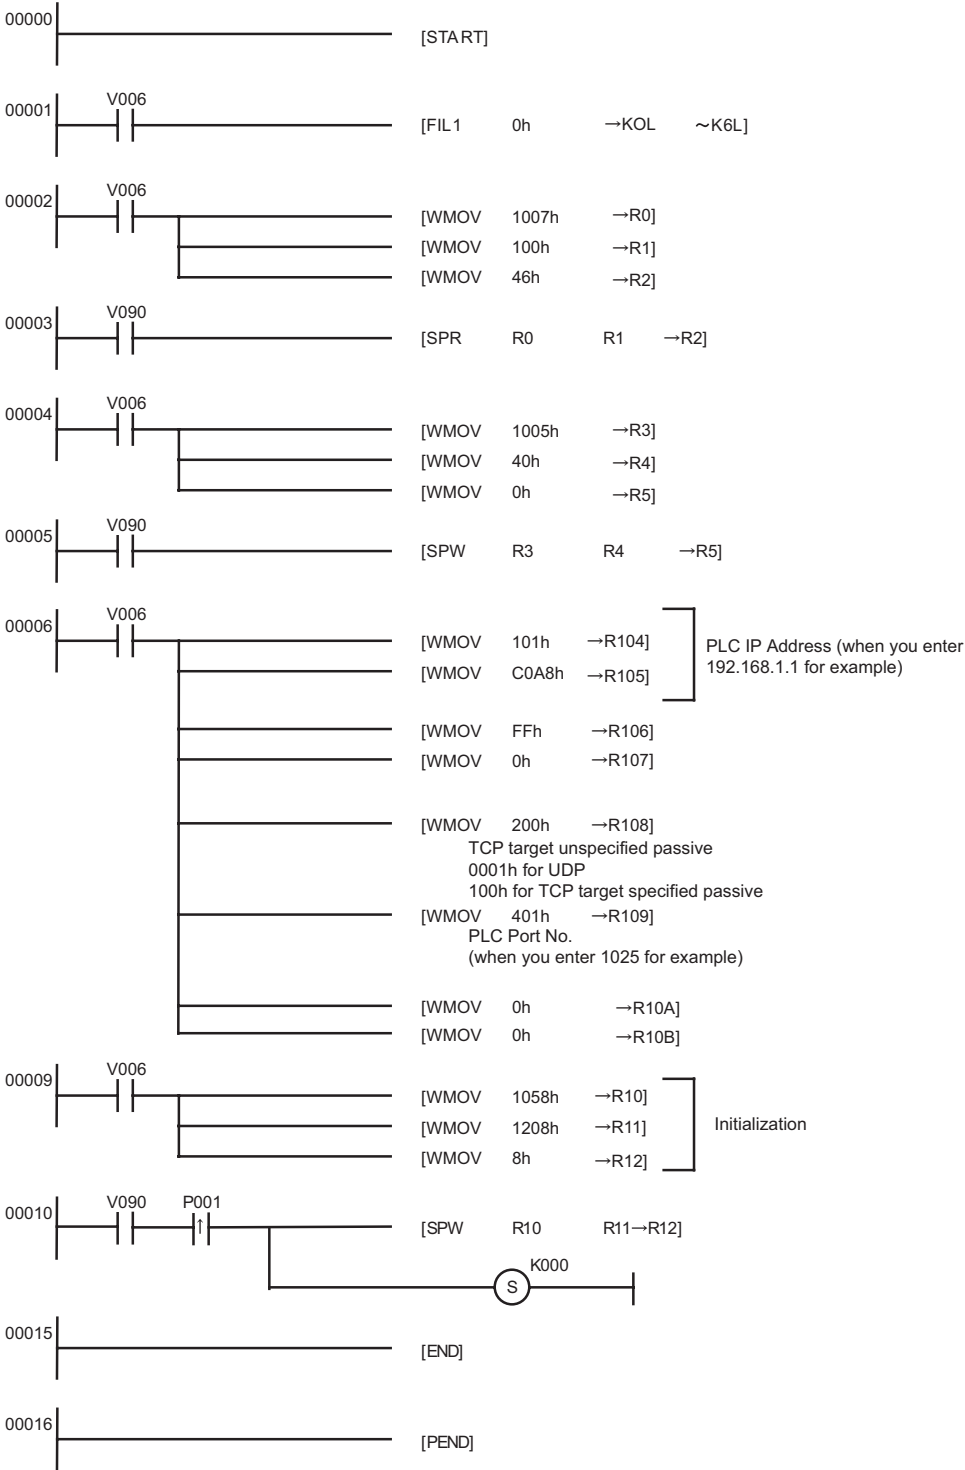 00000
[START]
00001
V006
[FIL1 0h →KOL ～K6L]
00002
V006
[WMOV 1007h →R0]
[WMOV 100h →R1]
[WMOV 46h →R2]
00003
V090
[SPR R0 R1 →R2]
00004
V006
[WMOV 1005h →R3]
[WMOV 40h →R4]
[WMOV 0h →R5]
00005
V090
[SPW R3 R4 →R5]
00006
V006
[WMOV 101h →R104]
[WMOV C0A8h →R105]
PLC IP Address (when you enter
192.168.1.1 for example)
[WMOV FFh →R106]
[WMOV 0h →R107]
[WMOV 200h →R108]
TCP target unspecified passive
0001h for UDP
100h for TCP target specified passive
[WMOV 401h →R109]
PLC Port No.
(when you enter 1025 for example)
[WMOV 0h →R10A]
[WMOV 0h →R10B]
00009
V006
[WMOV 1058h →R10]
[WMOV 1208h →R11]
[WMOV 8h →R12]
Initialization
00010
V090 P001
↑
[SPW R10 R11→R12]
K000
S
00015
[END]
00016
[PEND]